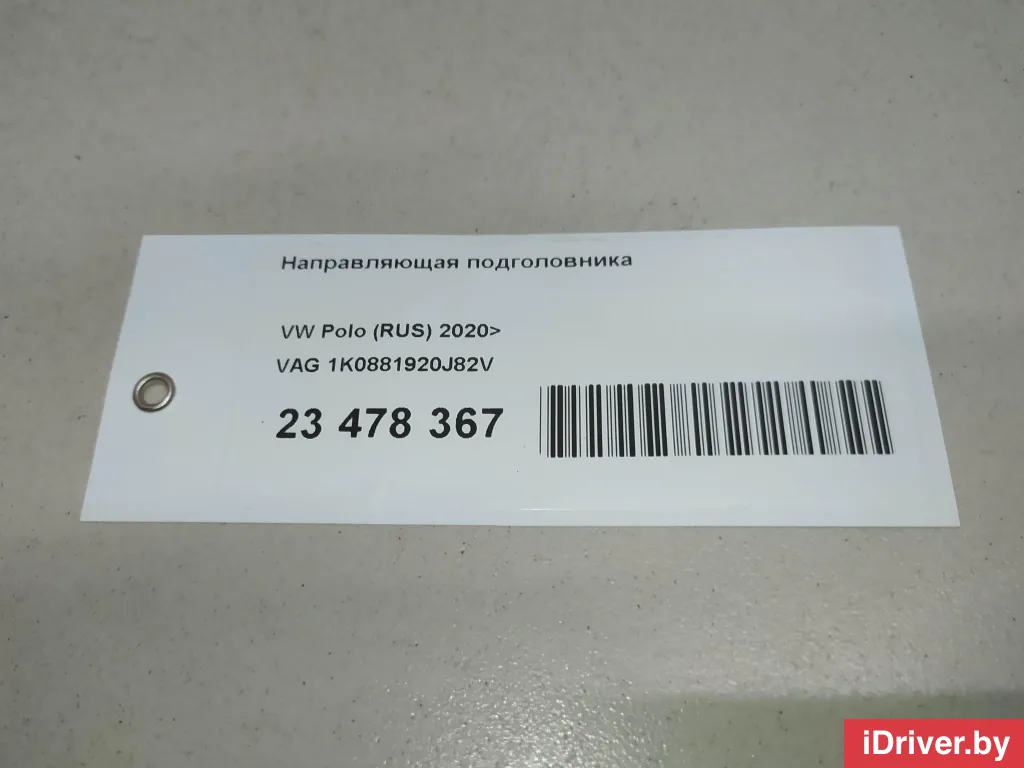 Направляющая подголовника
VW Polo (RUS) 2020>
VAG 1K0881920J82V
23 478 367
iDriver.by